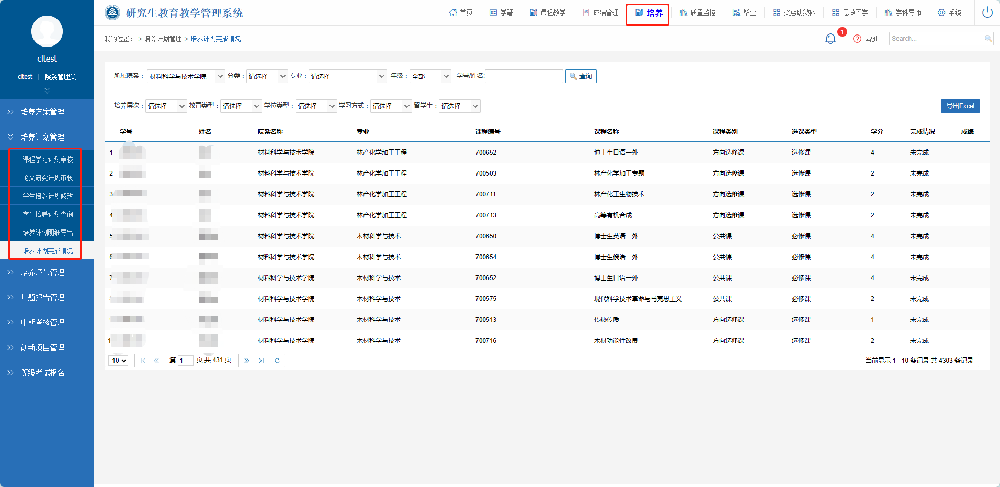 研究生教育教学管理系统
首页 学籍 课程教学 成绩管理 培养 质量监控 毕业 奖惩助贷补 思政团学 学科导师 系统
cltest
cltest | 院系管理员
我的位置： > 培养计划管理 > 培养计划完成情况
1 帮助 Search...
培养方案管理
培养计划管理
课程学习计划审核
论文研究计划审核
学生培养计划修改
学生培养计划查询
培养计划明细导出
培养计划完成情况
培养环节管理
开题报告管理
中期考核管理
创新项目管理
等级考试报名
所属院系： 材料科学与技术学院 分类： 请选择 专业： 请选择 年级： 全部 学号/姓名: 查询
培养层次： 请选择 教育类型： 请选择 学位类型： 请选择 学习方式： 请选择 留学生： 请选择 导出Excel
学号 姓名 院系名称 专业 课程编号 课程名称 课程类别 选课类型 学分 完成情况 成绩
1 材料科学与技术学院 林产化学加工工程 700652 博士生日语一外 方向选修课 选修课 4 未完成
2 材料科学与技术学院 林产化学加工工程 700503 林产化学加工专题 方向选修课 选修课 2 未完成
3 材料科学与技术学院 林产化学加工工程 700711 林产化工生物技术 方向选修课 选修课 2 未完成
4 材料科学与技术学院 林产化学加工工程 700713 高等有机合成 方向选修课 选修课 2 未完成
5 材料科学与技术学院 木材科学与技术 700650 博士生英语一外 公共课 必修课 4 未完成
6 材料科学与技术学院 木材科学与技术 700654 博士生俄语一外 公共课 必修课 4 未完成
7 材料科学与技术学院 木材科学与技术 700652 博士生日语一外 公共课 必修课 4 未完成
材料科学与技术学院 木材科学与技术 700575 现代科学技术革命与马克思主义 公共课 必修课 2 未完成
材料科学与技术学院 木材科学与技术 700513 传热传质 方向选修课 选修课 1 未完成
材料科学与技术学院 木材科学与技术 700716 木材功能性改良 方向选修课 选修课 2 未完成
10 第 1 页 共 431 页
当前显示 1 - 10 条记录 共 4303 条记录